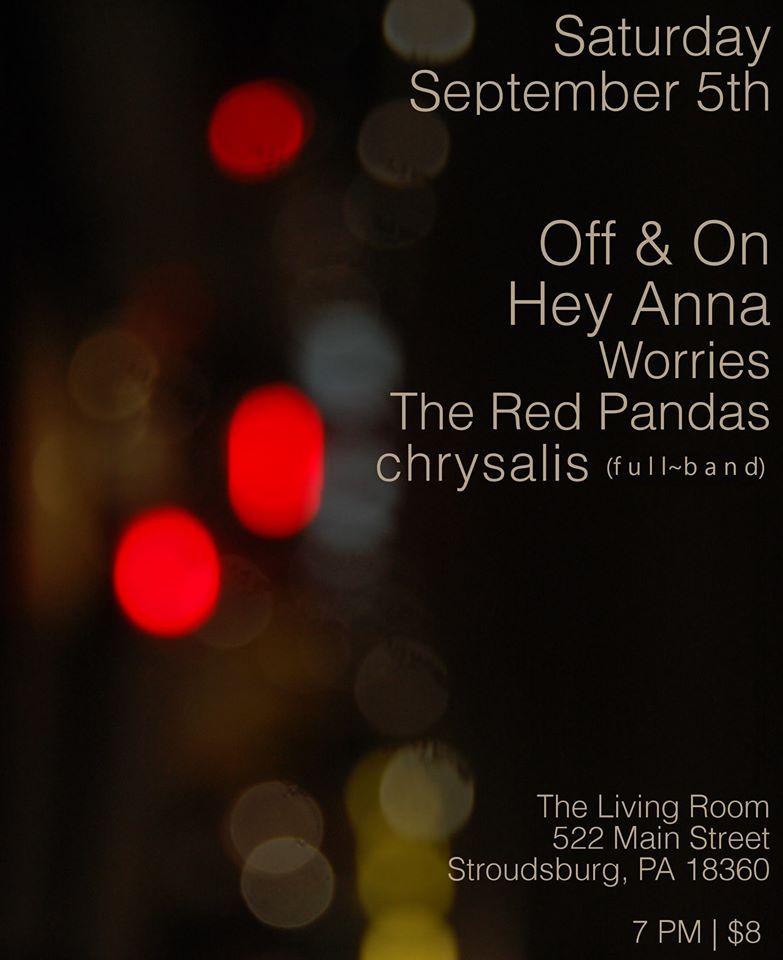 Saturday
September 5th
Off & On
Hey Anna
Worries
The Red Pandas
chrysalis (full~band)
The Living Room
522 Main Street
Stroudsburg, PA 18360
7 PM | $8